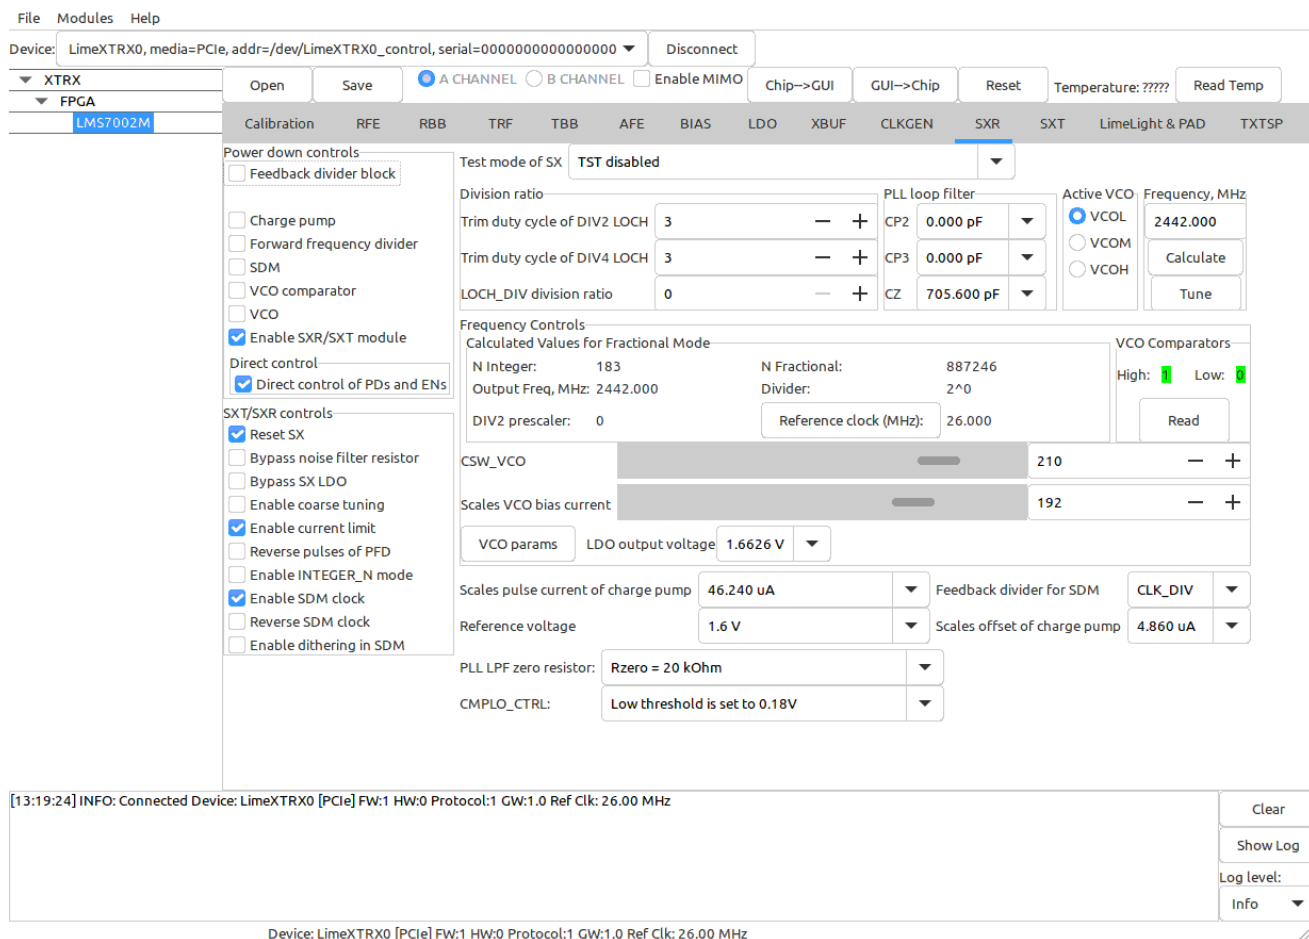 File Modules Help
Device: LimeXTRX0, media=PCIe, addr=/dev/LimeXTRX0_control, serial=0000000000000000 Disconnect
XTRX
FPGA
LMS7002M
Open Save A CHANNEL B CHANNEL Enable MIMO Chip-->GUI GUI-->Chip Reset Temperature: ????? Read Temp
Calibration RFE RBB TRF TBB AFE BIAS LDO XBUF CLKGEN SXR SXT LimeLight & PAD TXTSP
Power down controls
Feedback divider block
Charge pump
Forward frequency divider
SDM
VCO comparator
VCO
Enable SXR/SXT module
Direct control
Direct control of PDs and ENs
SXT/SXR controls
Reset SX
Bypass noise filter resistor
Bypass SX LDO
Enable coarse tuning
Enable current limit
Reverse pulses of PFD
Enable INTEGER_N mode
Enable SDM clock
Reverse SDM clock
Enable dithering in SDM
Test mode of SX TST disabled
Division ratio
Trim duty cycle of DIV2 LOCH 3 — +
Trim duty cycle of DIV4 LOCH 3 — +
LOCH_DIV division ratio 0 — +
PLL loop filter
CP2 0.000 pF
CP3 0.000 pF
CZ 705.600 pF
Active VCO
VCOL
VCOM
VCOH
Frequency, MHz
2442.000
Calculate
Tune
Frequency Controls
Calculated Values for Fractional Mode
N Integer: 183 N Fractional: 887246
Output Freq, MHz: 2442.000 Divider: 2^0
DIV2 prescaler: 0 Reference clock (MHz): 26.000
VCO Comparators
High: 1 Low: 0
Read
CSW_VCO 210 — +
Scales VCO bias current 192 — +
VCO params LDO output voltage 1.6626 V
Scales pulse current of charge pump 46.240 uA Feedback divider for SDM CLK_DIV
Reference voltage 1.6 V Scales offset of charge pump 4.860 uA
PLL LPF zero resistor: Rzero = 20 kOhm
CMPLO_CTRL: Low threshold is set to 0.18V
[13:19:24] INFO: Connected Device: LimeXTRX0 [PCIe] FW:1 HW:0 Protocol:1 GW:1.0 Ref Clk: 26.00 MHz
Clear
Show Log
Log level:
Info
Device: LimeXTRX0 [PCIe] FW:1 HW:0 Protocol:1 GW:1.0 Ref Clk: 26.00 MHz